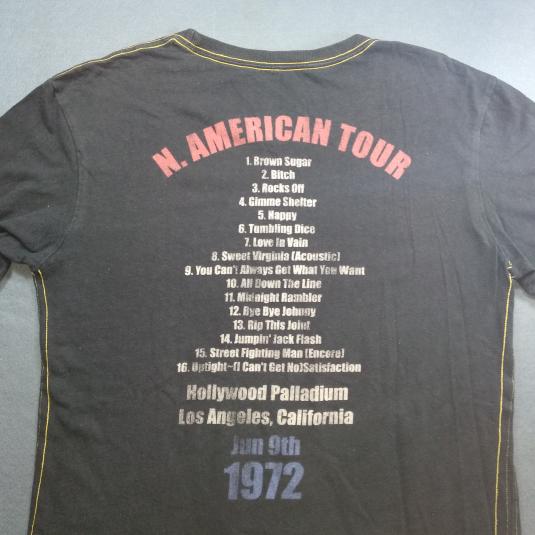 N. AMERICAN TOUR
1. Brown Sugar
2. Bitch
3. Rocks Off
4. Gimme Shelter
5. Happy
6. Tumbling Dice
7. Love In Vain
8. Sweet Virginia (Acoustic)
9. You Can't Always Get What You Want
10. All Down The Line
11. Midnight Rambler
12. Bye Bye Johnny
13. Rip This Joint
14. Jumpin' Jack Flash
15. Street Fighting Man (Encore)
16. Uptight~(I Can't Get No)Satisfaction
Hollywood Palladium
Los Angeles, California
Jun 9th
1972